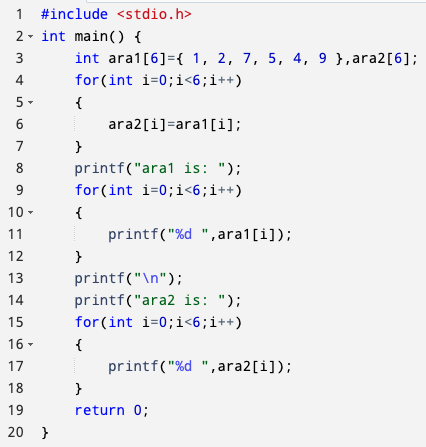 1 #include <stdio.h>
2 int main() {
3     int ara1[6]={ 1, 2, 7, 5, 4, 9 },ara2[6];
4     for(int i=0;i<6;i++)
5     {
6         ara2[i]=ara1[i];
7     }
8     printf("ara1 is: ");
9     for(int i=0;i<6;i++)
10     {
11         printf("%d ",ara1[i]);
12     }
13     printf("\n");
14     printf("ara2 is: ");
15     for(int i=0;i<6;i++)
16     {
17         printf("%d ",ara2[i]);
18     }
19     return 0;
20 }